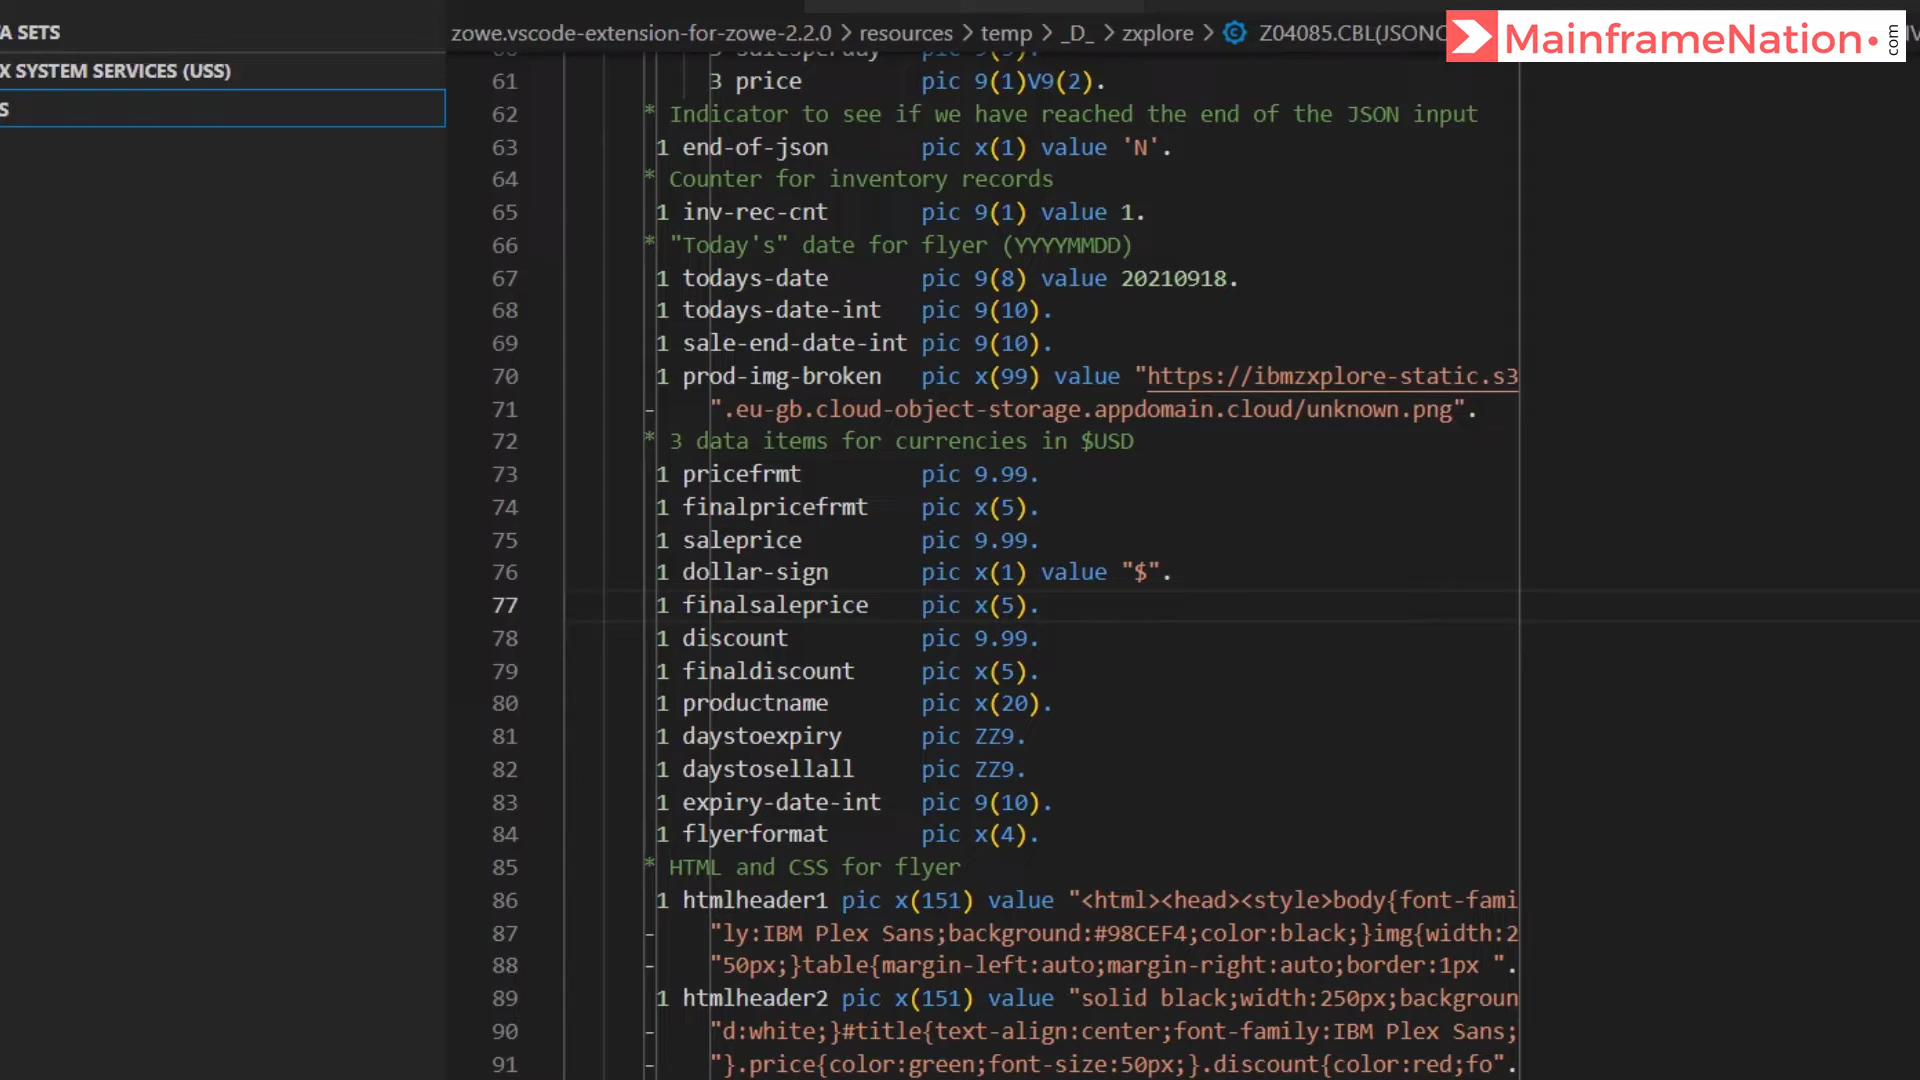 A SETS
X SYSTEM SERVICES (USS)
S
zowe.vscode-extension-for-zowe-2.2.0 > resources > temp > _D_ > zxplore > Z04085.CBL(JSONC
MainframeNation.com
60 3 salesperday pic 9(3).
61 3 price pic 9(1)V9(2).
62 * Indicator to see if we have reached the end of the JSON input
63 1 end-of-json pic x(1) value 'N'.
64 * Counter for inventory records
65 1 inv-rec-cnt pic 9(1) value 1.
66 * "Today's" date for flyer (YYYYMMDD)
67 1 todays-date pic 9(8) value 20210918.
68 1 todays-date-int pic 9(10).
69 1 sale-end-date-int pic 9(10).
70 1 prod-img-broken pic x(99) value "https://ibmzxplore-static.s3
71 - ".eu-gb.cloud-object-storage.appdomain.cloud/unknown.png".
72 * 3 data items for currencies in $USD
73 1 pricefrmt pic 9.99.
74 1 finalpricefrmt pic x(5).
75 1 saleprice pic 9.99.
76 1 dollar-sign pic x(1) value "$".
77 1 finalsaleprice pic x(5).
78 1 discount pic 9.99.
79 1 finaldiscount pic x(5).
80 1 productname pic x(20).
81 1 daystoexpiry pic ZZ9.
82 1 daystosellall pic ZZ9.
83 1 expiry-date-int pic 9(10).
84 1 flyerformat pic x(4).
85 * HTML and CSS for flyer
86 1 htmlheader1 pic x(151) value "<html><head><style>body{font-fami
87 - "ly:IBM Plex Sans;background:#98CEF4;color:black;}img{width:2
88 - "50px;}table{margin-left:auto;margin-right:auto;border:1px ".
89 1 htmlheader2 pic x(151) value "solid black;width:250px;backgroun
90 - "d:white;}#title{text-align:center;font-family:IBM Plex Sans;
91 - "}.price{color:green;font-size:50px;}.discount{color:red;fo".